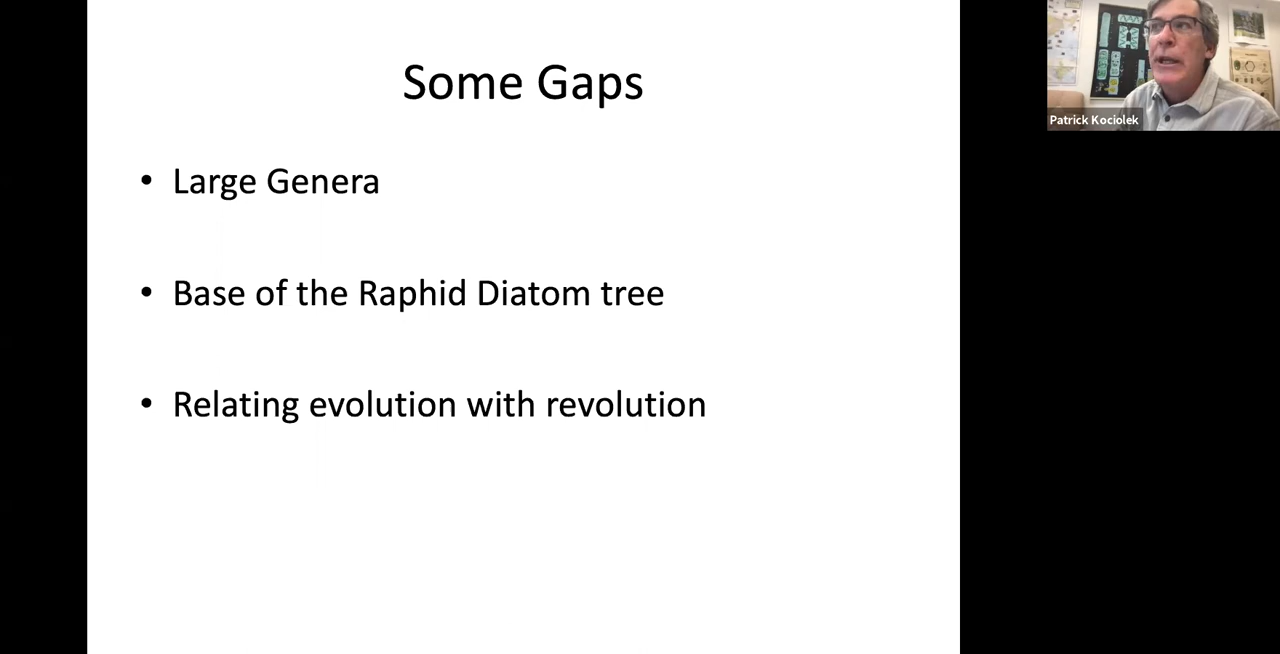 Some Gaps
• Large Genera
• Base of the Raphid Diatom tree
• Relating evolution with revolution
Patrick Kociolek